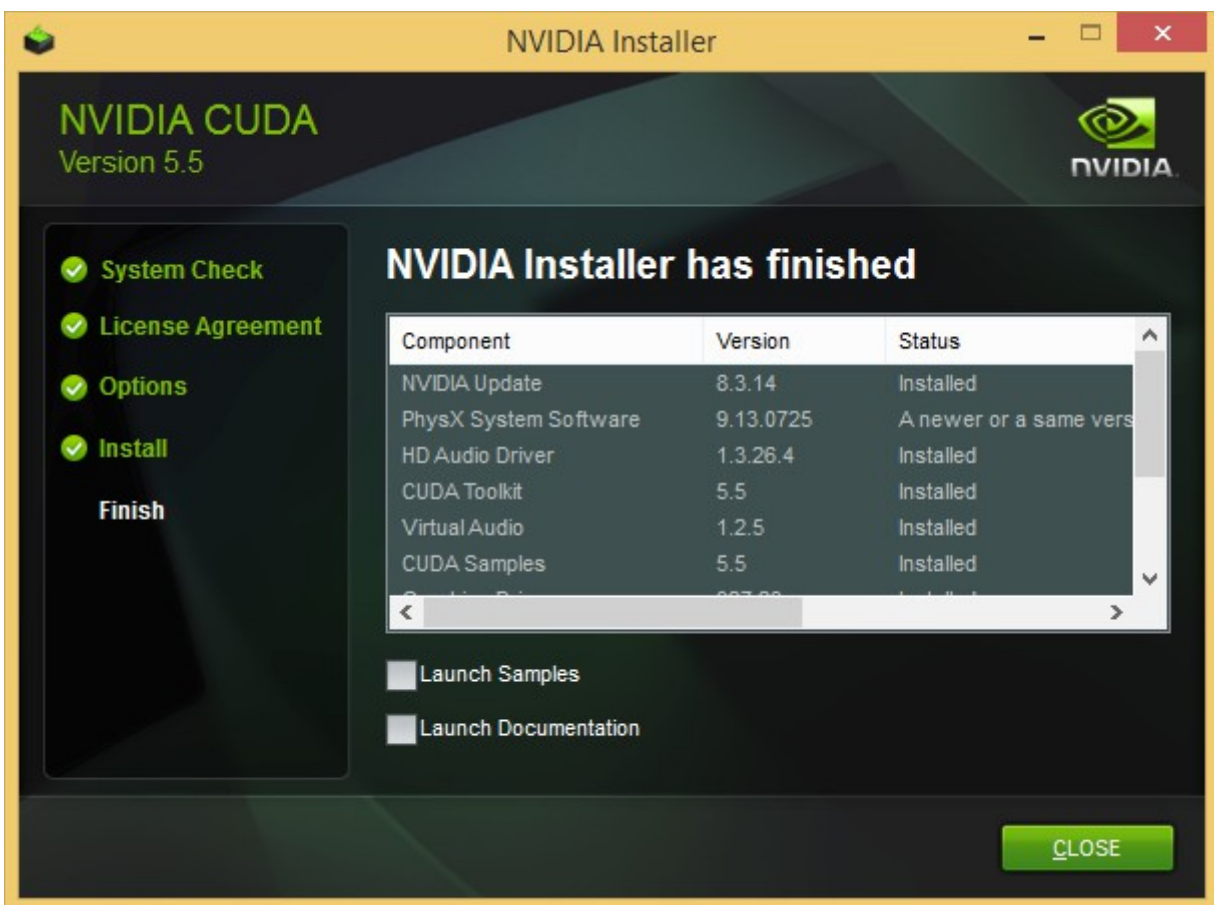 NVIDIA Installer
NVIDIA CUDA
Version 5.5
NVIDIA.
System Check
License Agreement
Options
Install
Finish
NVIDIA Installer has finished
Component Version Status
NVIDIA Update 8.3.14 Installed
PhysX System Software 9.13.0725 A newer or a same vers
HD Audio Driver 1.3.26.4 Installed
CUDA Toolkit 5.5 Installed
Virtual Audio 1.2.5 Installed
CUDA Samples 5.5 Installed
Launch Samples
Launch Documentation
CLOSE